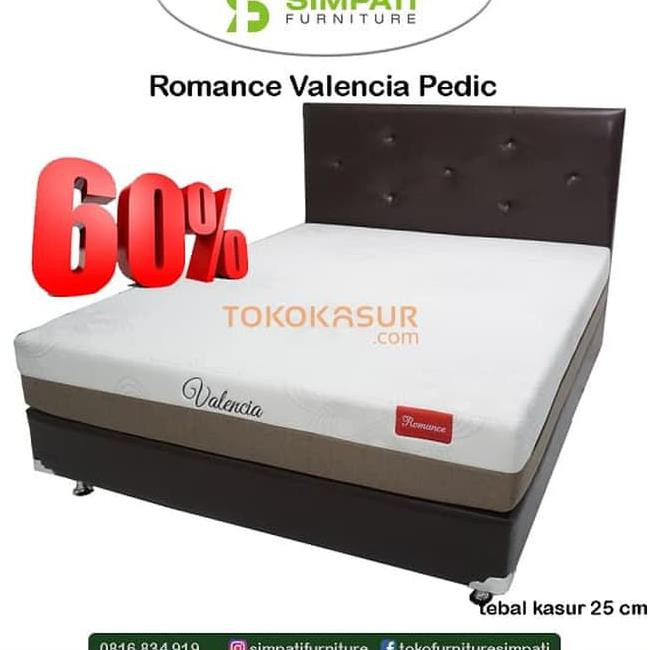 SIMPATI
FURNITURE
Romance Valencia Pedic
60%
TOKOKASUR
.com
Valencia
Romance
tebal kasur 25 cm
0816 834 919 simpatifurniture tokofurnituresimpati